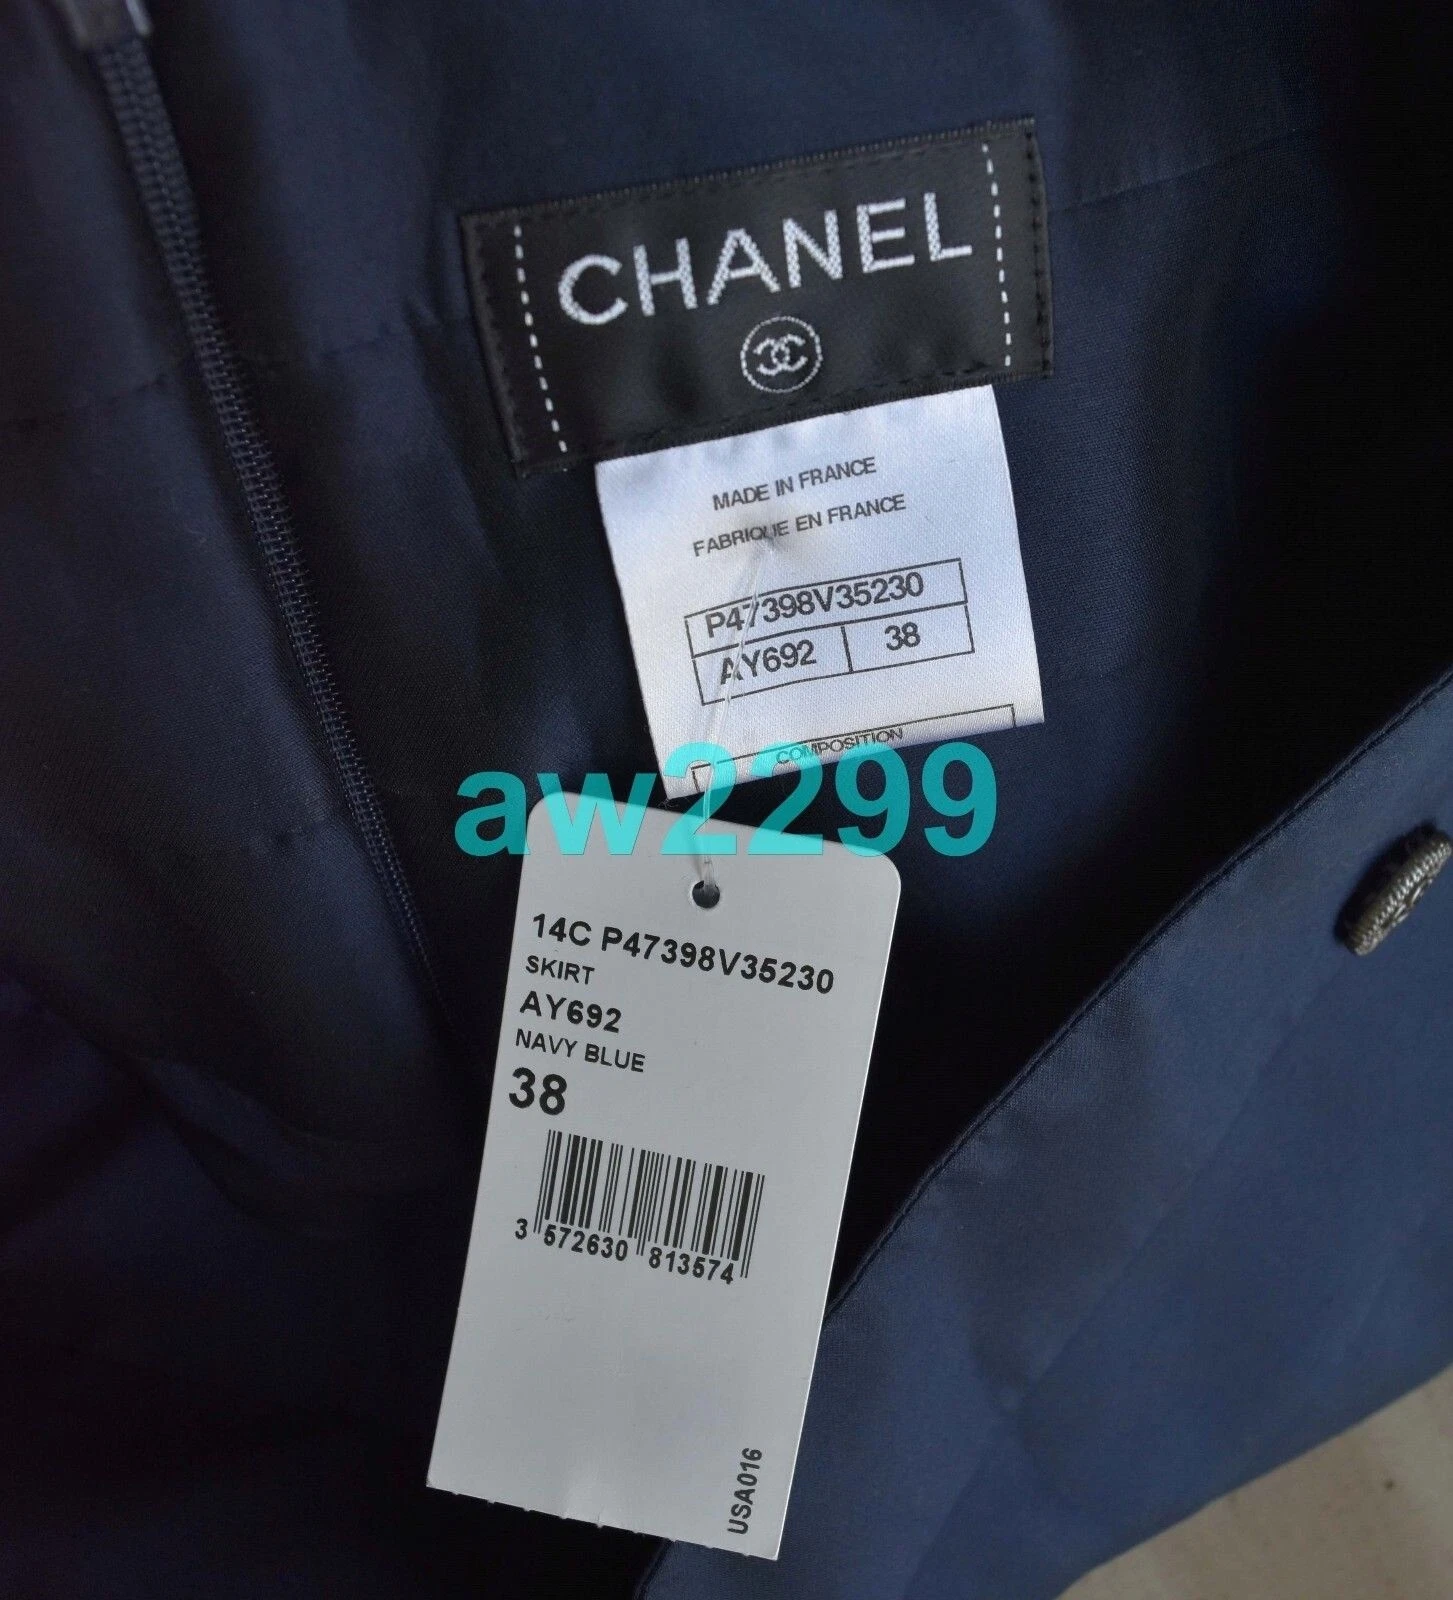 CHANEL
MADE IN FRANCE
FABRIQUE EN FRANCE
P47398V35230
AY692 38
COMPOSITION
aw2299
14C P47398V35230
SKIRT
AY692
NAVY BLUE
38
3 572630 813574
USA016